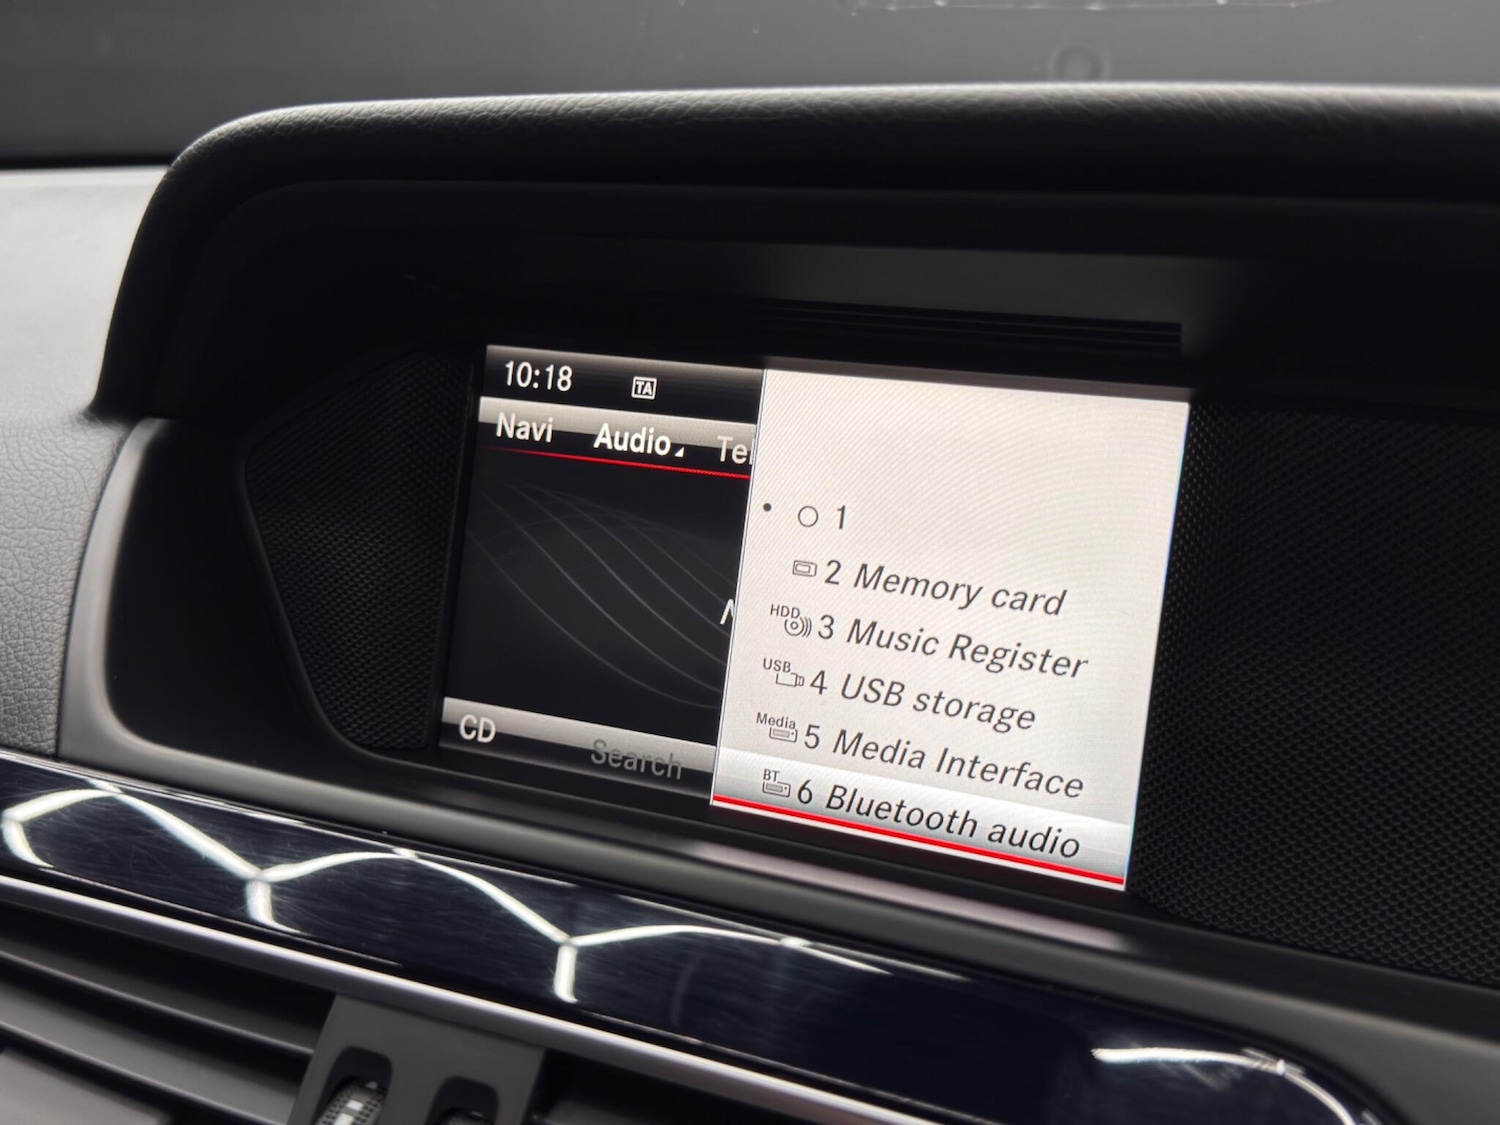 10:18 TA
Navi Audio Tel
1
2 Memory card
HDD 3 Music Register
USB 4 USB storage
Media 5 Media Interface
BT 6 Bluetooth audio
CD Search